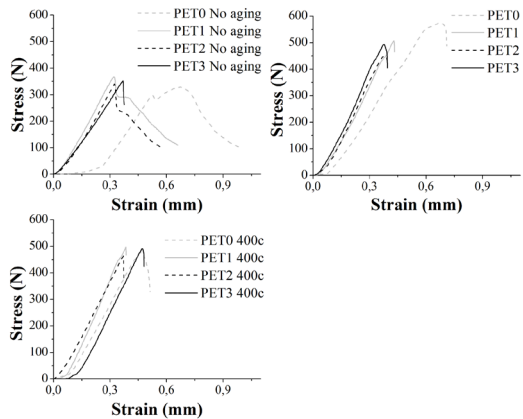 600
500
400
300
200
100
0
Stress (N)
0,0 0,3 0,6 0,9
Strain (mm)
PET0 No aging
PET1 No aging
PET2 No aging
PET3 No aging
600
500
400
300
200
100
0
Stress (N)
0,0 0,3 0,6 0,9
Strain (mm)
PET0
PET1
PET2
PET3
600
500
400
300
200
100
0
Stress (N)
0,0 0,3 0,6 0,9
Strain (mm)
PET0 400c
PET1 400c
PET2 400c
PET3 400c